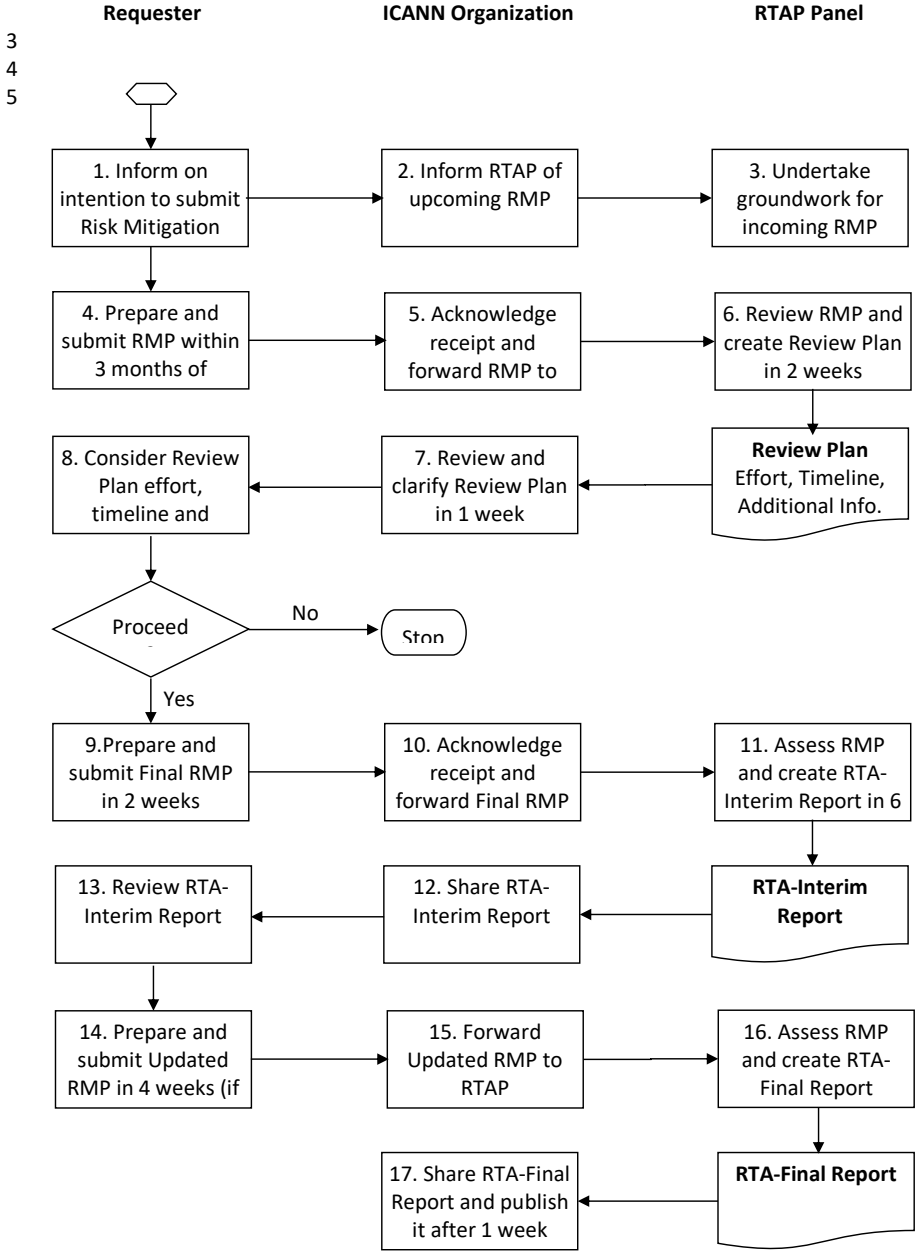 Requester
ICANN Organization
RTAP Panel
3
4
5
1. Inform on
intention to submit
Risk Mitigation
2. Inform RTAP of
upcoming RMP
3. Undertake
groundwork for
incoming RMP
4. Prepare and
submit RMP within
3 months of
5. Acknowledge
receipt and
forward RMP to
6. Review RMP and
create Review Plan
in 2 weeks
Review Plan
Effort, Timeline,
Additional Info.
7. Review and
clarify Review Plan
in 1 week
8. Consider Review
Plan effort,
timeline and
Proceed
No
Stop
Yes
9.Prepare and
submit Final RMP
in 2 weeks
10. Acknowledge
receipt and
forward Final RMP
11. Assess RMP
and create RTA-
Interim Report in 6
RTA-Interim
Report
12. Share RTA-
Interim Report
13. Review RTA-
Interim Report
14. Prepare and
submit Updated
RMP in 4 weeks (if
15. Forward
Updated RMP to
RTAP
16. Assess RMP
and create RTA-
Final Report
RTA-Final Report
17. Share RTA-Final
Report and publish
it after 1 week